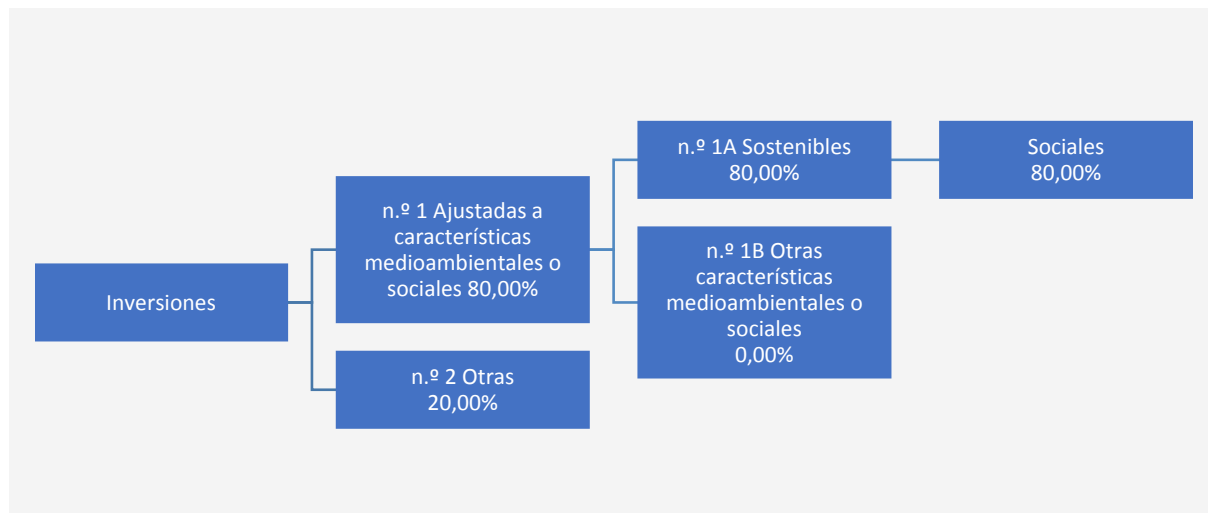 Inversiones
n.º 1 Ajustadas a
características
medioambientales o
sociales 80,00%
n.º 2 Otras
20,00%
n.º 1A Sostenibles
80,00%
n.º 1B Otras
características
medioambientales o
sociales
0,00%
Sociales
80,00%